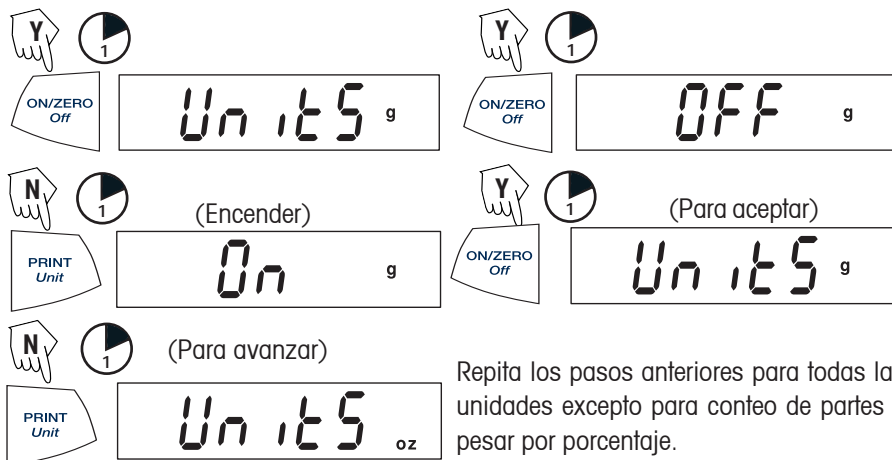 Y
1
ON/ZERO
Off
UnitS g
Y
1
ON/ZERO
Off
OFF g
N
1
(Encender)
PRINT
Unit
On g
Y
1
(Para aceptar)
ON/ZERO
Off
UnitS g
N
1
(Para avanzar)
PRINT
Unit
UnitS oz
Repita los pasos anteriores para todas la
unidades excepto para conteo de partes
pesar por porcentaje.